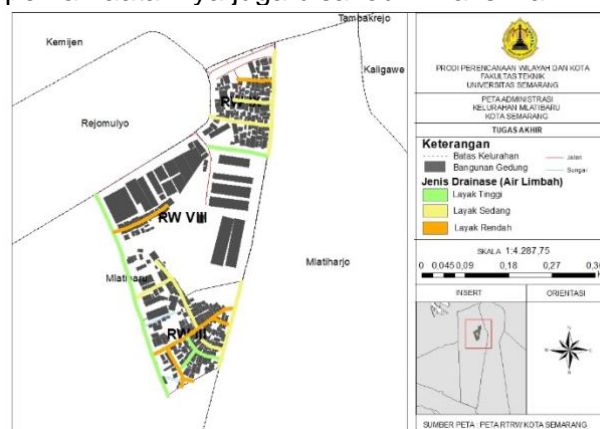 Tambakrejo
Kemijen
Kaligawe
Rejomulyo
RW VIII
Mlatiharjo
RW III
PRODI PERENCANAAN WILAYAH DAN KOTA
FAKULTAS TEKNIK
UNIVERSITAS SEMARANG
PETA ADMINISTRASI
KELURAHAN MLATIBARU
KOTA SEMARANG
TUGAS AKHIR
Keterangan
Batas Kelurahan
Jalan
Bangunan Gedung
Sungai
Jenis Drainase (Air Limbah)
Layak Tinggi
Layak Sedang
Layak Rendah
SKALA 1:4.287,75
0 0,045 0,09 0,18 0,27 0,36
INSERT
ORIENTASI
SUMBER PETA : PETA RTRW KOTA SEMARANG